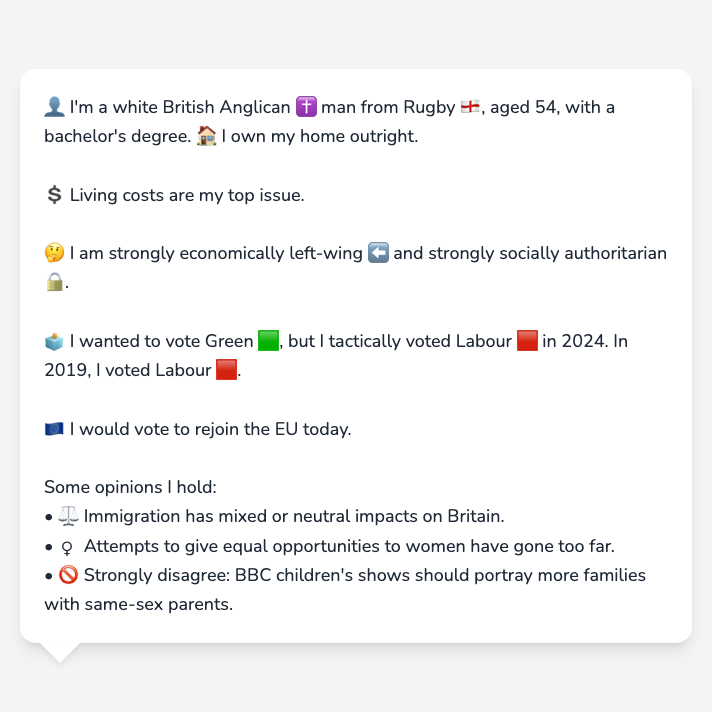 👤 I'm a white British Anglican ✝️ man from Rugby 🏴󠁧󠁢󠁥󠁮󠁧󠁿, aged 54, with a
bachelor's degree. 🏠 I own my home outright.
💲 Living costs are my top issue.
🤔 I am strongly economically left-wing ⬅️ and strongly socially authoritarian
🔒.
🗳️ I wanted to vote Green 🟩, but I tactically voted Labour 🟥 in 2024. In
2019, I voted Labour 🟥.
🇪🇺 I would vote to rejoin the EU today.
Some opinions I hold:
• ⚖️ Immigration has mixed or neutral impacts on Britain.
• ♀ Attempts to give equal opportunities to women have gone too far.
• 🚫 Strongly disagree: BBC children's shows should portray more families
with same-sex parents.